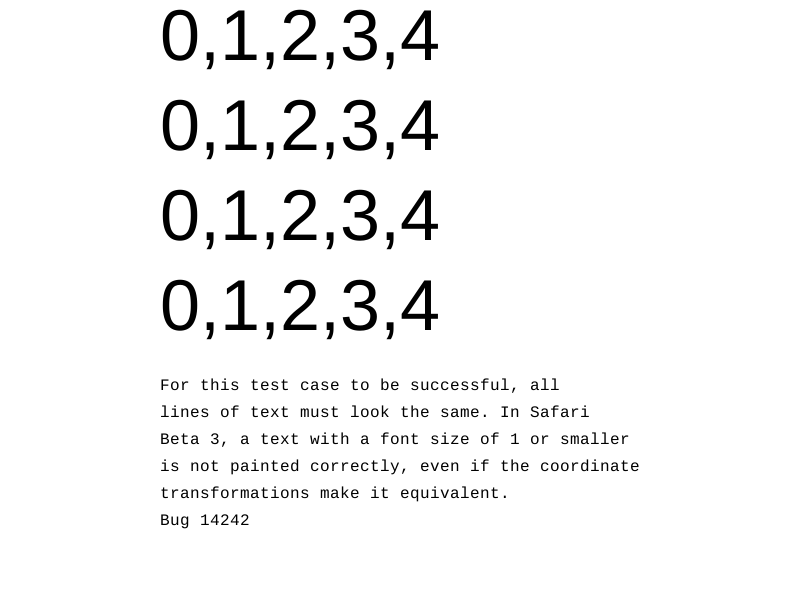 0,1,2,3,4
0,1,2,3,4
0,1,2,3,4
0,1,2,3,4
For this test case to be successful, all
lines of text must look the same. In Safari
Beta 3, a text with a font size of 1 or smaller
is not painted correctly, even if the coordinate
transformations make it equivalent.
Bug 14242